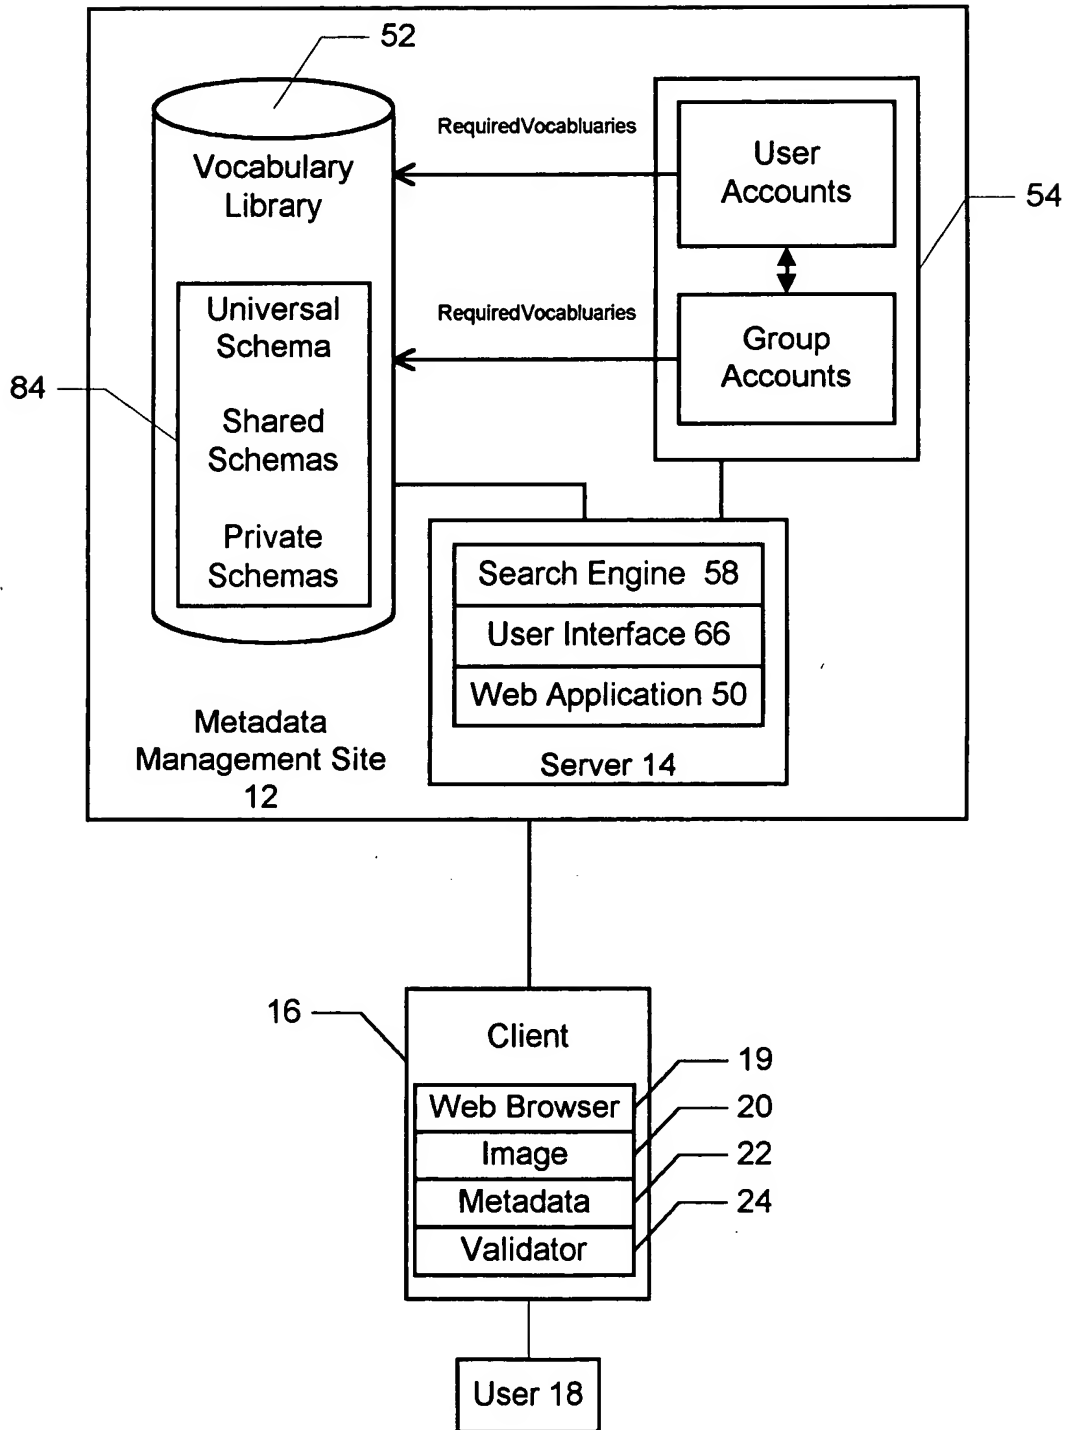 52
RequiredVocabluaries
User
Accounts
Vocabulary
Library
54
Universal
Schema
RequiredVocabluaries
Group
Accounts
84
Shared
Schemas
Private
Schemas
Search Engine 58
User Interface 66
Web Application 50
Server 14
Metadata
Management Site
12
16
Client
19
Web Browser
20
Image
22
Metadata
24
Validator
User 18